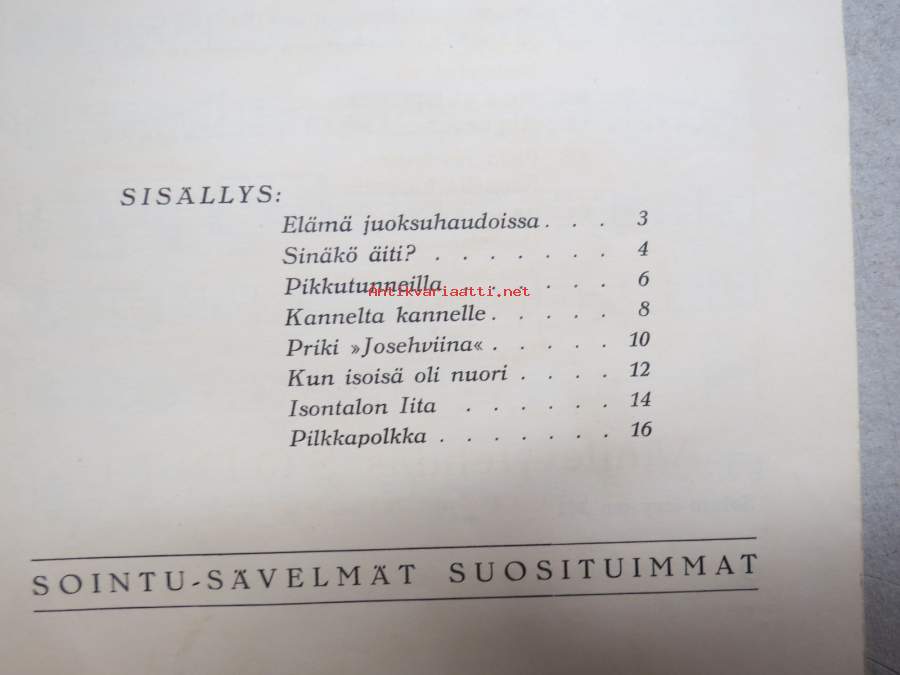 SISÄLLYS:
Elämä juoksuhaudoissa. . . 3
Sinäkö äiti? . . . . . . . 4
Pikkutunneilla . . . . . 6
Antikvariaatti.net
Kannelta kannelle . . . . . 8
Priki »Josehviina« . . . . . 10
Kun isoisä oli nuori . . . . 12
Isontalon Iita . . . . . . 14
Pilkkapolkka . . . . . . . 16
SOINTU-SÄVELMÄT SUOSITUIMMAT